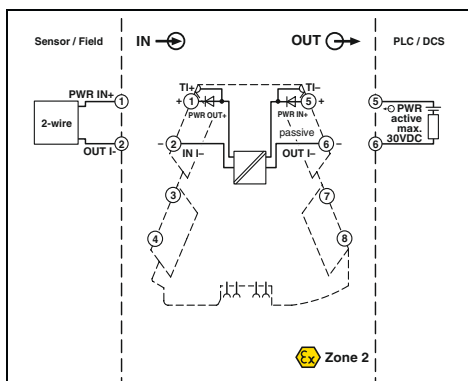 Sensor / Field
IN
OUT
PLC / DCS
PWR IN+
1
2-wire
2
OUT I-
TI+
+
1
PWR OUT+
TI–
5
+
PWR IN+
passive
–
2
IN I–
OUT I–
6
–
3
4
7
8
5
PWR
active
max.
30VDC
6
Ex
Zone 2